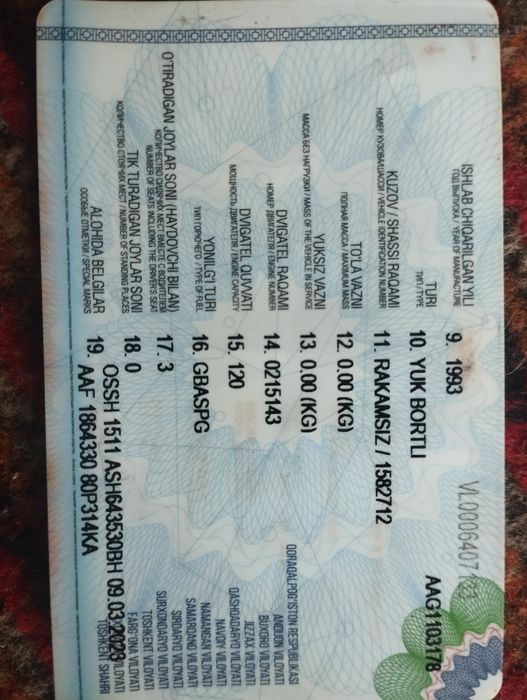 ISHLAB CHIQARILGAN YILI
ГОД ВЫПУСКА / YEAR OF MANUFACTURE
9. 1993
TURI
ТИП/TYPE
10. YUK BORTLI
KUZOV / SHASSI RAQAMI
НОМЕР КУЗОВА/ШАССИ / VEHICLE IDENTIFICATION NUMBER
11. RAKAMSIZ / 1582712
TO'LA VAZNI
ПОЛНАЯ МАССА / MAXIMUM MASS
12. 0.00 (KG)
YUKSIZ VAZNI
МАССА БЕЗ НАГРУЗКИ / MASS OF THE VEHICLE IN SERVICE
13. 0.00 (KG)
DVIGATEL RAQAMI
НОМЕР ДВИГАТЕЛЯ / ENGINE NUMBER
14. 0215143
DVIGATEL QUVVATI
МОЩНОСТЬ ДВИГАТЕЛЯ / ENGINE CAPACITY
15. 120
YONILG'I TURI
ТИП ГОРЮЧЕГО / TYPE OF FUEL
16. GBASPG
O'TIRADIGAN JOYLAR SONI (HAYDOVCHI BILAN)
КОЛИЧЕСТВО СИДЯЧИХ МЕСТ ВМЕСТЕ С ВОДИТЕЛЕМ
NUMBER OF SEATS INCLUDING THE DRIVER'S SEAT
17. 3
TIK TURADIGAN JOYLAR SONI
КОЛИЧЕСТВО СТОЯЧИХ МЕСТ / NUMBER OF STANDING PLACES
18. 0
ALOHIDA BELGILAR
ОСОБЫЕ ОТМЕТКИ / SPECIAL MARKS
19. OSSH 1511 ASH643530BH 09.03.2023
AAF 1864330 80P314KA
AAG1103178
QORAQALPOG'ISTON RESPUBLIKASI
ANDIJON VILOYATI
BUXORO VILOYATI
JIZZAX VILOYATI
QASHQADARYO VILOYATI
NAVOIY VILOYATI
NAMANGAN VILOYATI
SAMARQAND VILOYATI
SIRDARYO VILOYATI
SURXONDARYO VILOYATI
TOSHKENT VILOYATI
FARG'ONA VILOYATI
TOSHKENT SHAHRI